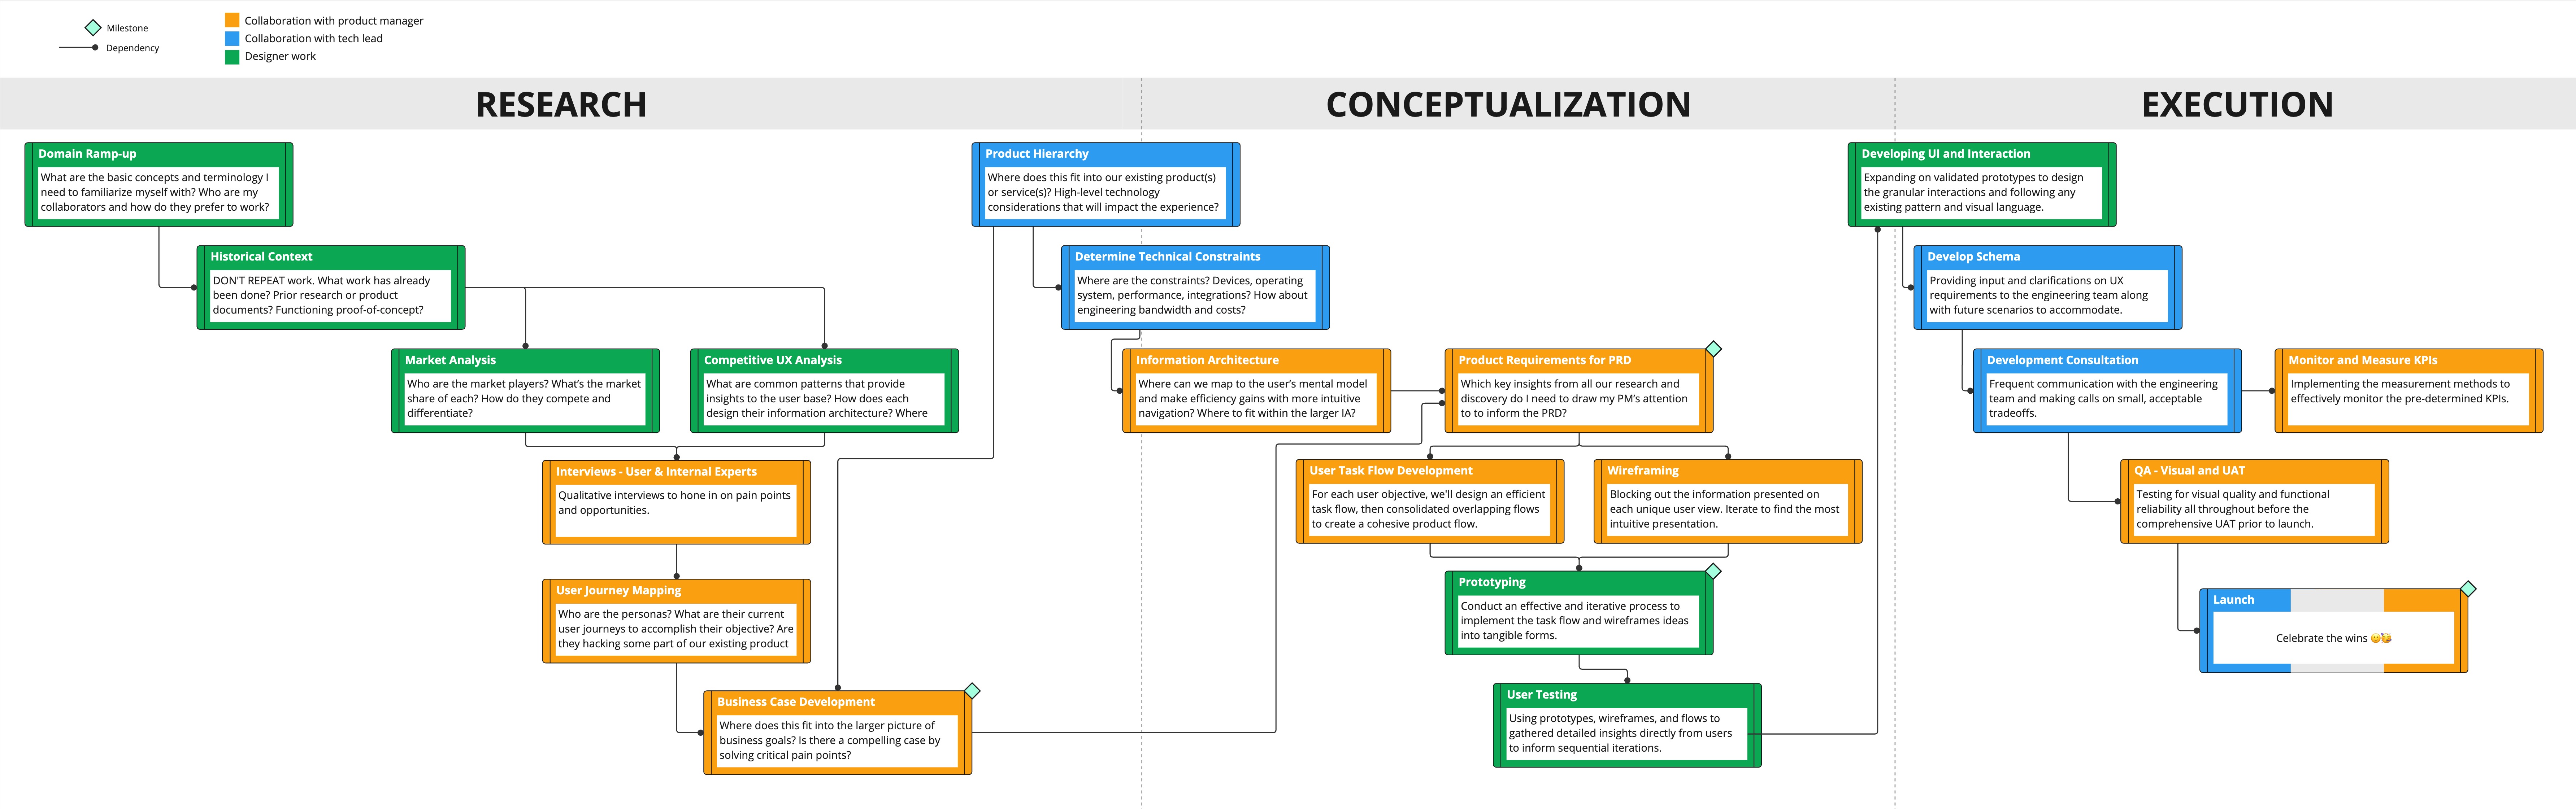 Milestone
Dependency
Collaboration with product manager
Collaboration with tech lead
Designer work
RESEARCH
CONCEPTUALIZATION
EXECUTION
Domain Ramp-up
What are the basic concepts and terminology I
need to familiarize myself with? Who are my
collaborators and how do they prefer to work?
Historical Context
DON'T REPEAT work. What work has already
been done? Prior research or product
documents? Functioning proof-of-concept?
Market Analysis
Who are the market players? What's the market
share of each? How do they compete and
differentiate?
Competitive UX Analysis
What are common patterns that provide
insights to the user base? How does each
design their information architecture? Where
Interviews - User & Internal Experts
Qualitative interviews to hone in on pain points
and opportunities.
User Journey Mapping
Who are the personas? What are their current
user journeys to accomplish their objective? Are
they hacking some part of our existing product
Business Case Development
Where does this fit into the larger picture of
business goals? Is there a compelling case by
solving critical pain points?
Product Hierarchy
Where does this fit into our existing product(s)
or service(s)? High-level technology
considerations that will impact the experience?
Determine Technical Constraints
Where are the constraints? Devices, operating
system, performance, integrations? How about
engineering bandwidth and costs?
Information Architecture
Where can we map to the user's mental model
and make efficiency gains with more intuitive
navigation? Where to fit within the larger IA?
Product Requirements for PRD
Which key insights from all our research and
discovery do I need to draw my PM's attention
to to inform the PRD?
User Task Flow Development
For each user objective, we'll design an efficient
task flow, then consolidated overlapping flows
to create a cohesive product flow.
Wireframing
Blocking out the information presented on
each unique user view. Iterate to find the most
intuitive presentation.
Prototyping
Conduct an effective and iterative process to
implement the task flow and wireframes ideas
into tangible forms.
User Testing
Using prototypes, wireframes, and flows to
gathered detailed insights directly from users
to inform sequential iterations.
Developing UI and Interaction
Expanding on validated prototypes to design
the granular interactions and following any
existing pattern and visual language.
Develop Schema
Providing input and clarifications on UX
requirements to the engineering team along
with future scenarios to accommodate.
Development Consultation
Frequent communication with the engineering
team and making calls on small, acceptable
tradeoffs.
Monitor and Measure KPIs
Implementing the measurement methods to
effectively monitor the pre-determined KPIs.
QA - Visual and UAT
Testing for visual quality and functional
reliability all throughout before the
comprehensive UAT prior to launch.
Launch
Celebrate the wins